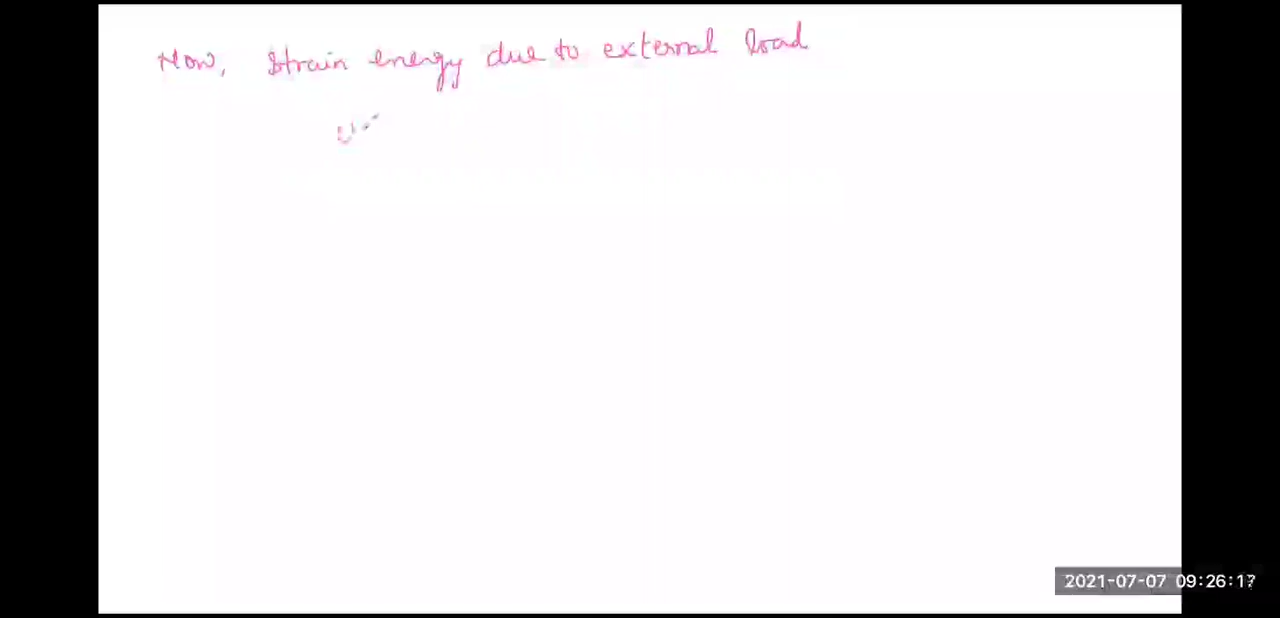 Now, Strain energy due to external load
2021-07-07 09:26:17